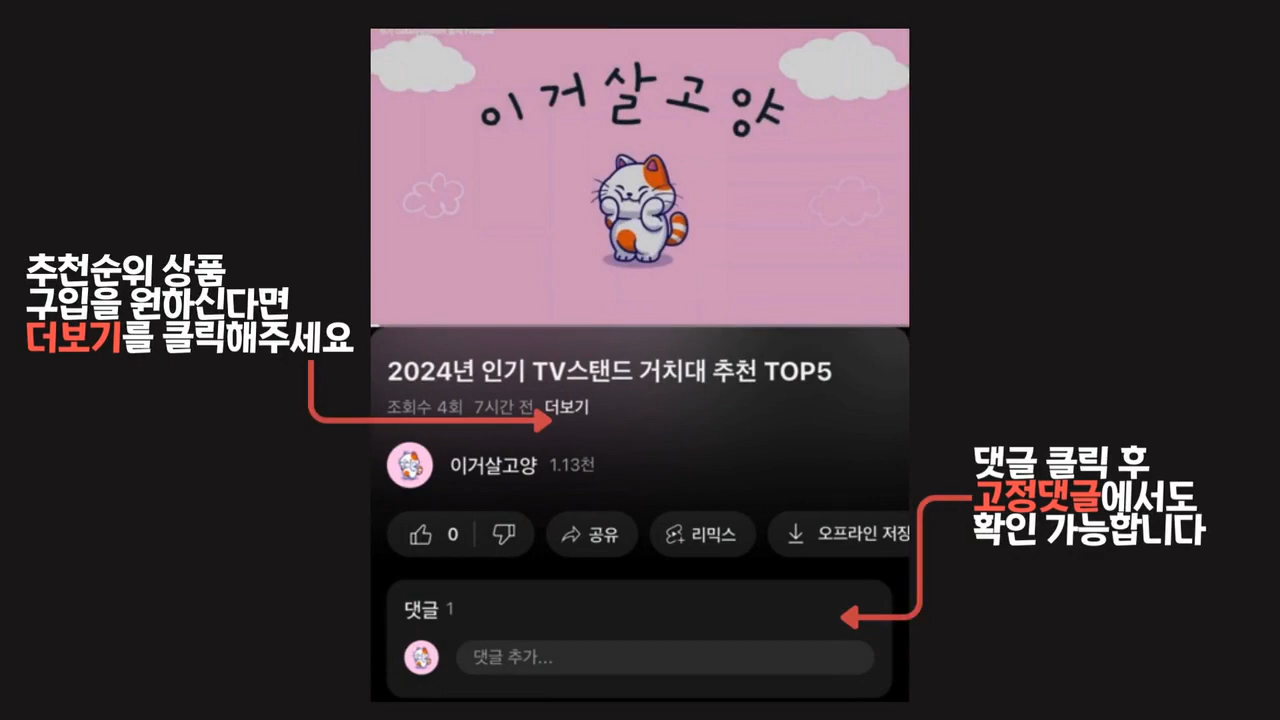 이거살고양
추천순위 상품
구입을 원하신다면
더보기를 클릭해주세요
2024년 인기 TV스탠드 거치대 추천 TOP5
조회수 4회 7시간 전 더보기
이거살고양 1.13천
0 공유 리믹스 오프라인 저장
댓글 클릭 후
고정댓글에서도
확인 가능합니다
댓글 1
댓글 추가...